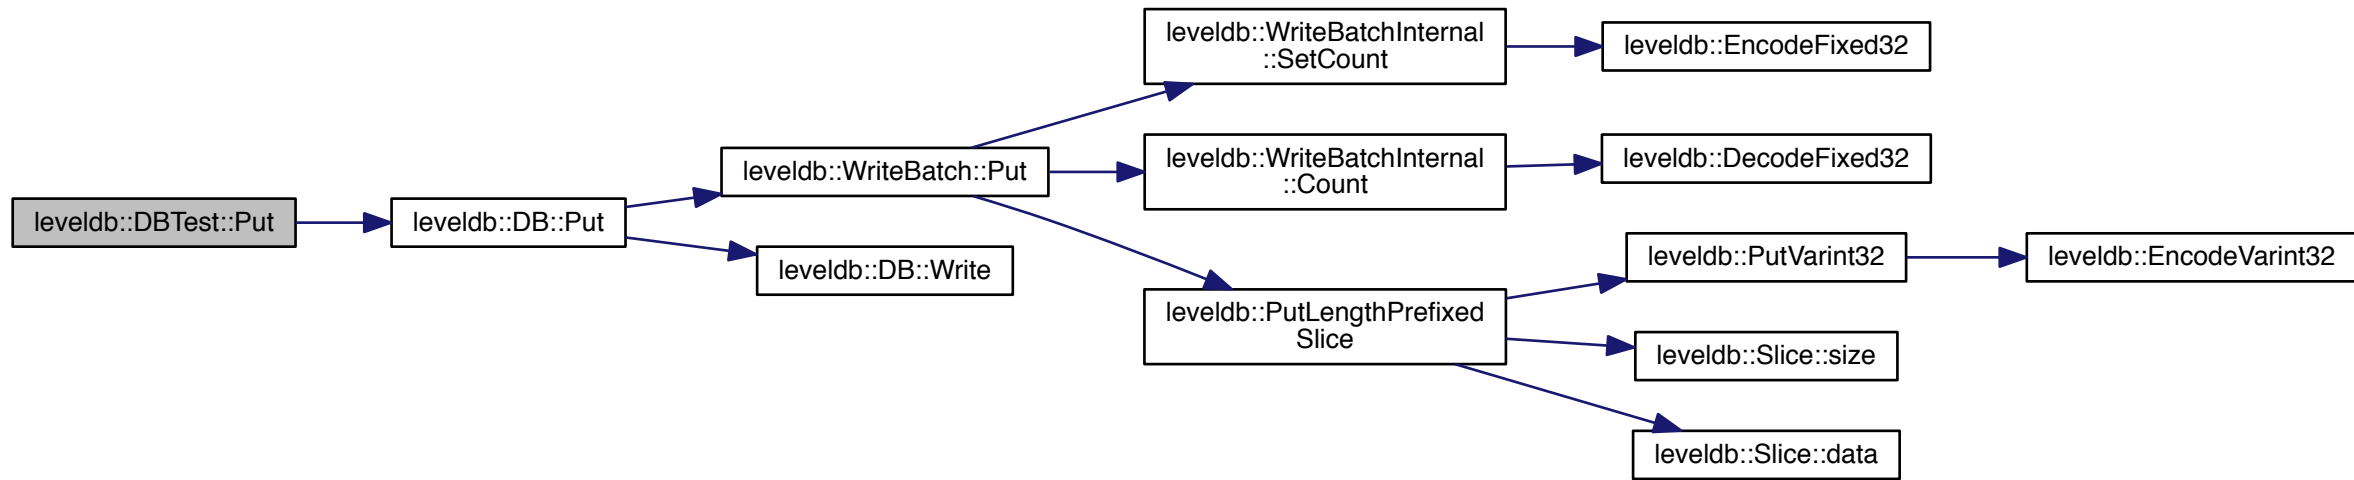 leveldb::DBTest::Put
leveldb::DB::Put
leveldb::WriteBatch::Put
leveldb::DB::Write
leveldb::WriteBatchInternal
::SetCount
leveldb::WriteBatchInternal
::Count
leveldb::PutLengthPrefixed
Slice
leveldb::EncodeFixed32
leveldb::DecodeFixed32
leveldb::PutVarint32
leveldb::Slice::size
leveldb::Slice::data
leveldb::EncodeVarint32